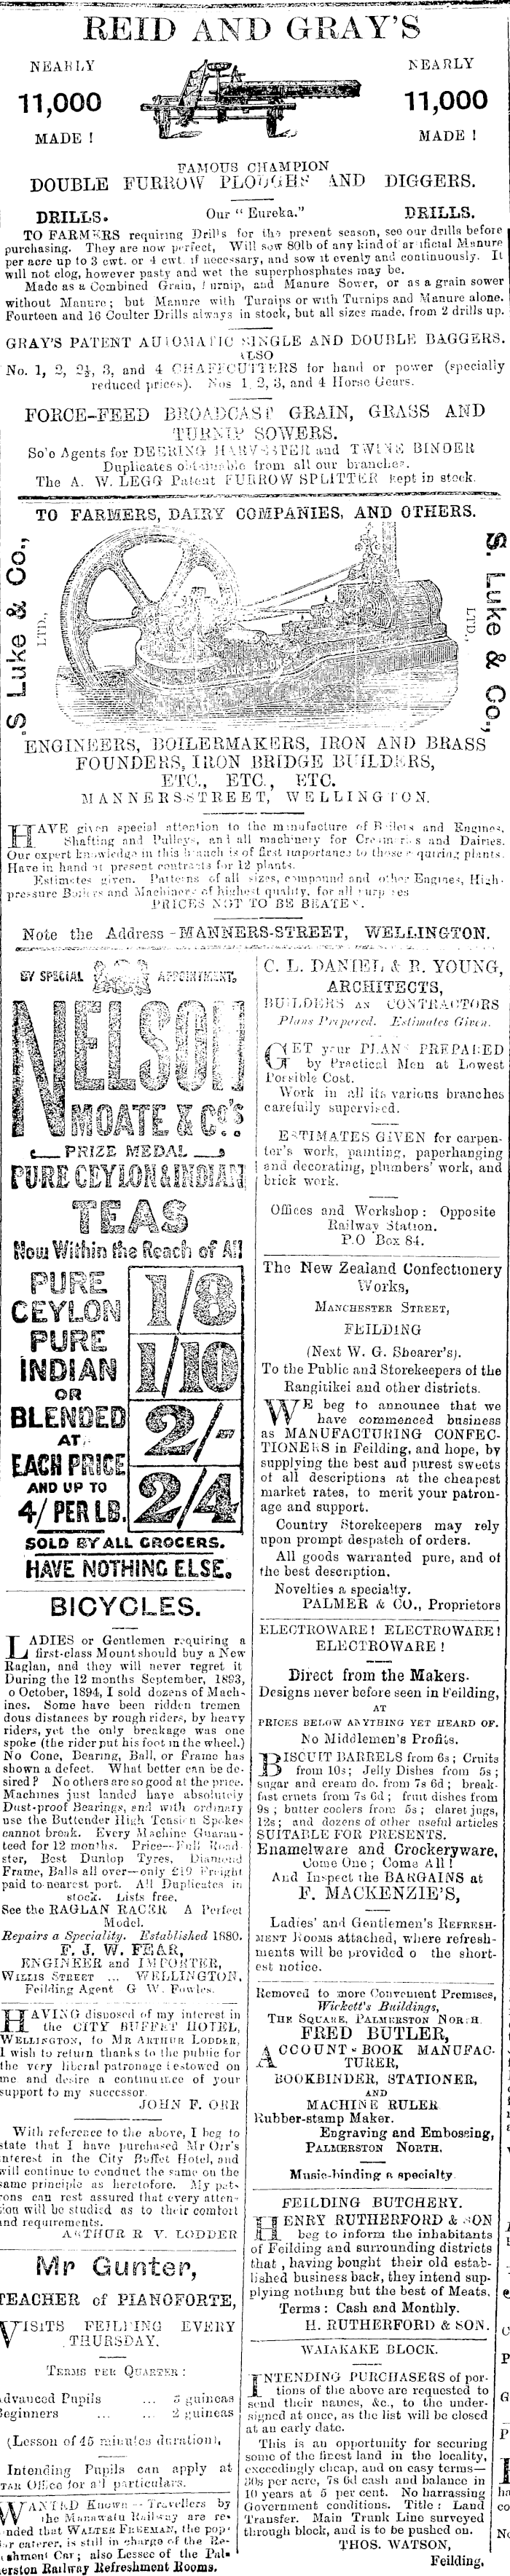 REID AND GRAY'S
NEARLY
11,000
MADE !
NEARLY
11,000
MADE !
FAMOUS CHAMPION
DOUBLE FURROW PLOUGHS AND DIGGERS.
DRILLS. Our "Eureka." DRILLS.
TO FARMERS requiring Drills for the present season, see our drills before
purchasing. They are now perfect, Will sow 80lb of any kind of artificial Manure
per acre up to 3 cwt. or 4 cwt. if necessary, and sow it evenly and continuously. It
will not clog, however pasty and wet the superphosphates may be.
Made as a Combined Grain, Turnip, and Manure Sower, or as a grain sower
without Manure; but Manure with Turnips or with Turnips and Manure alone.
Fourteen and 16 Coulter Drills always in stock, but all sizes made, from 2 drills up.
GRAY'S PATENT AUTOMATIC SINGLE AND DOUBLE BAGGERS.
ALSO
No. 1, 2, 2½, 3, and 4 CHAFFCUTTERS for hand or power (specially
reduced prices). Nos 1, 2, 3, and 4 Horse Gears.
FORCE-FEED BROADCAST GRAIN, GRASS AND
TURNIP SOWERS.
Sole Agents for DEERING HARVESTER and TWINE BINDER
Duplicates obtainable from all our branches.
The A. W. LEGG Patent FURROW SPLITTER kept in stock.
TO FARMERS, DAIRY COMPANIES, AND OTHERS.
S Luke & Co.,
LTD.,
S. Luke & Co.,
LTD.,
ENGINEERS, BOILERMAKERS, IRON AND BRASS
FOUNDERS, IRON BRIDGE BUILDERS,
ETC., ETC., ETC.
MANNERS-STREET, WELLINGTON.
HAVE given special attention to the manufacture of Boilers and Engines,
Shafting and Pulleys, and all machinery for Creameries and Dairies.
Our expert knowledge in this branch is of first importance to those requiring plants.
Have in hand at present contracts for 12 plants.
Estimates given. Patterns of all sizes, compound and other Engines, High-
pressure Boilers and Machinery of highest quality, for all purposes
PRICES NOT TO BE BEATEN.
Note the Address - MANNERS-STREET, WELLINGTON.
BY SPECIAL APPOINTMENT.
NELSON
MOATE & Co's
PRIZE MEDAL
PURE CEYLON & INDIAN
TEAS
Now Within the Reach of All
PURE
CEYLON
PURE
INDIAN
OR
BLENDED
AT
EACH PRICE
AND UP TO
4/ PER LB.
1/8
1/10
2/-
2/4
SOLD BY ALL GROCERS.
HAVE NOTHING ELSE.
BICYCLES.
LADIES or Gentlemen requiring a
first-class Mount should buy a New
Raglan, and they will never regret it
During the 12 months September, 1893,
o October, 1894, I sold dozens of Mach-
ines. Some have been ridden tremen
dous distances by rough riders, by heavy
riders, yet the only breakage was one
spoke (the rider put his foot in the wheel.)
No Cone, Bearing, Ball, or Frame has
shown a defect. What better can be de-
sired? No others are so good at the price.
Machines just landed have absolutely
Dust-proof Bearings, and with ordinary
use the Buttender High Tension Spokes
cannot break. Every Machine Guaran-
teed for 12 months. Price—Full Road
ster, Best Dunlop Tyres, Diamond
Frame, Balls all over—only £19 Freight
paid to nearest port. All Duplicates in
stock. Lists free.
See the RAGLAN RACER A Perfect
Model.
Repairs a Speciality. Established 1880.
F. J. W. FEAR,
ENGINEER and IMPORTER,
WILLIS STREET ... WELLINGTON,
Feilding Agent G W. Fowles.
HAVING disposed of my interest in
the CITY BUFFET HOTEL,
WELLINGTON, to MR ARTHUR LODDER,
I wish to return thanks to the public for
the very liberal patronage bestowed on
me and desire a continuance of your
support to my successor.
JOHN F. ORR
With reference to the above, I beg to
state that I have purchased Mr Orr's
nterest in the City Buffet Hotel, and
will continue to conduct the same on the
same principle as heretofore. My pat-
rons can rest assured that every atten-
ion will be studied as to their comfort
and requirements.
ARTHUR R V. LODDER
Mr Gunter,
TEACHER of PIANOFORTE,
VISITS FEILDING EVERY
THURSDAY.
TERMS PER QUARTER:
dvanced Pupils ... 3 guineas
eginners ... ... 2 guineas
(Lesson of 45 minutes duration),
Intending Pupils can apply at
TAR Office for all particulars.
WANTED Known - Travellers by
the Manawatu Railway are re-
nded that WALTER FREEMAN, the pop
r caterer, is still in charge of the Re-
shment Car; also Lessee of the Pal-
erston Railway Refreshment Rooms.
C. L. DANIEL & R. YOUNG,
ARCHITECTS,
BUILDERS AN CONTRACTORS
Plans Prepared. Estimates Given.
GET your PLANS PREPARED
by Practical Men at Lowest
Possible Cost.
Work in all its various branches
carefully supervised.
ESTIMATES GIVEN for carpen-
ter's work, painting, paperhanging
and decorating, plumbers' work, and
brick work.
Offices and Workshop: Opposite
Railway Station.
P.O Box 84.
The New Zealand Confectionery
Works,
MANCHESTER STREET,
FEILDING
(Next W. G. Shearer's).
To the Public and Storekeepers of the
Rangitikei and other districts.
WE beg to announce that we
have commenced business
as MANUFACTURING CONFEC-
TIONERS in Feilding, and hope, by
supplying the best and purest sweets
of all descriptions at the cheapest
market rates, to merit your patron-
age and support.
Country Storekeepers may rely
upon prompt despatch of orders.
All goods warranted pure, and of
the best description.
Novelties a specialty.
PALMER & CO., Proprietors
ELECTROWARE! ELECTROWARE!
ELECTROWARE!
Direct from the Makers.
Designs never before seen in Feilding,
AT
PRICES BELOW ANYTHING YET HEARD OF.
No Middlemen's Profits.
BISCUIT BARRELS from 6s; Cruits
from 10s; Jelly Dishes from 5s;
sugar and cream do. from 7s 6d; break-
fast cruets from 7s 6d; fruit dishes from
9s; butter coolers from 5s; claret jugs,
12s; and dozens of other useful articles
SUITABLE FOR PRESENTS.
Enamelware and Crockeryware,
Come One; Come All!
And Inspect the BARGAINS at
F. MACKENZIE'S,
Ladies' and Gentlemen's REFRESH-
MENT ROOMS attached, where refresh-
ments will be provided o the short-
est notice.
Removed to more Convenient Premises,
Wickett's Buildings,
THE SQUARE, PALMERSTON NORTH.
FRED BUTLER,
ACCOUNT-BOOK MANUFAC-
TURER,
BOOKBINDER, STATIONER,
AND
MACHINE RULER
Rubber-stamp Maker.
Engraving and Embossing,
PALMERSTON NORTH.
Music-binding a specialty.
FEILDING BUTCHERY.
HENRY RUTHERFORD & SON
beg to inform the inhabitants
of Feilding and surrounding districts
that, having bought their old estab-
lished business back, they intend sup-
plying nothing but the best of Meats.
Terms: Cash and Monthly.
H. RUTHERFORD & SON.
WAIAKAKE BLOCK.
INTENDING PURCHASERS of por-
tions of the above are requested to
send their names, &c., to the under-
signed at once, as the list will be closed
at an early date.
This is an opportunity for securing
some of the finest land in the locality,
exceedingly cheap, and on easy terms—
30s per acre, 7s 6d cash and balance in
10 years at 5 per cent. No harrassing
Government conditions. Title: Land
Transfer. Main Trunk Line surveyed
through block, and is to be pushed on.
THOS. WATSON,
Feilding,